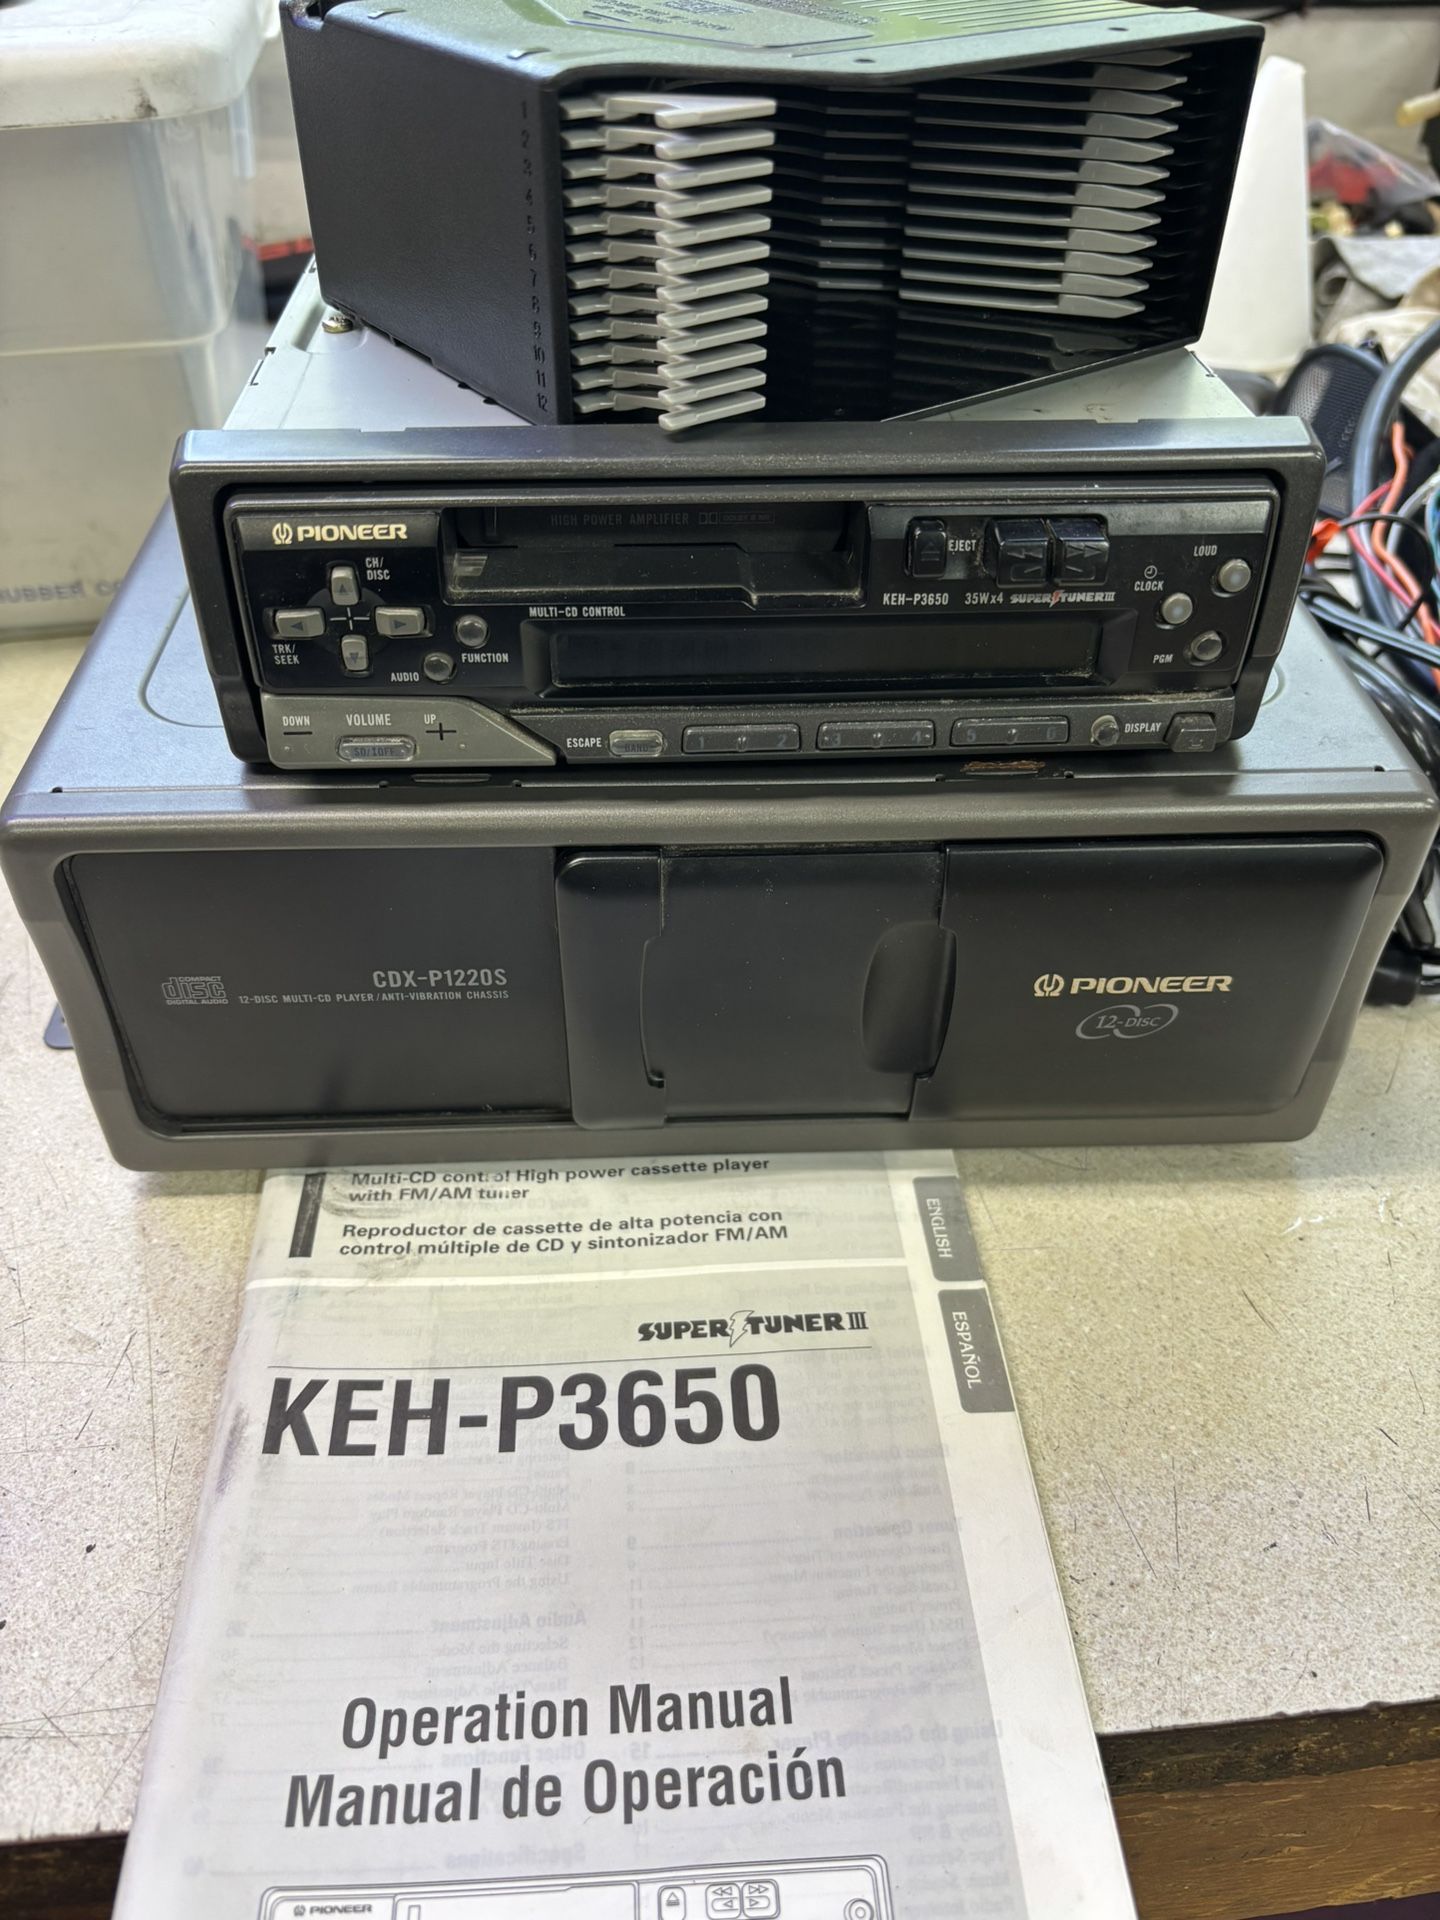 1
2
3
4
5
6
7
8
9
10
11
12
PIONEER
HIGH POWER AMPLIFIER DOLBY B NR
CH/
DISC
EJECT
LOUD
CLOCK
KEH-P3650 35Wx4 SUPER TUNER III
MULTI-CD CONTROL
TRK/
SEEK
FUNCTION
AUDIO
PGM
DOWN VOLUME UP
ESCAPE BAND 1 2 3 4 5 6 DISPLAY
RUBBER
COMPACT
disc
DIGITAL AUDIO
CDX-P1220S
12-DISC MULTI-CD PLAYER/ANTI-VIBRATION CHASSIS
PIONEER
12-DISC
Multi-CD control High power cassette player
with FM/AM tuner
Reproductor de cassette de alta potencia con
control múltiple de CD y sintonizador FM/AM
ENGLISH
ESPAÑOL
SUPER TUNER III
KEH-P3650
Operation Manual
Manual de Operación
PIONEER